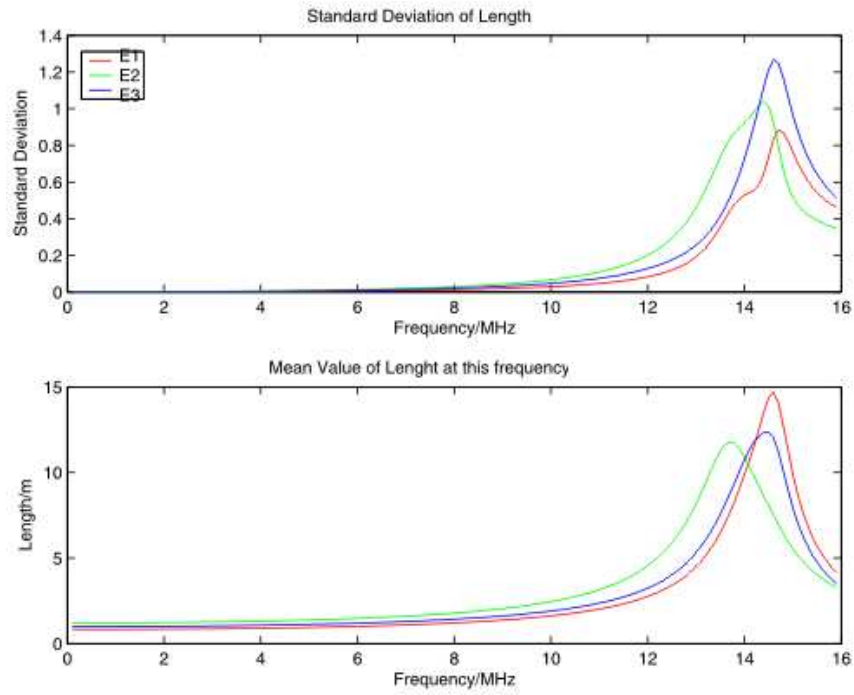 Standard Deviation of Length
1.4
1.2
1
0.8
0.6
0.4
0.2
0
Standard Deviation
E1
E2
E3
0 2 4 6 8 10 12 14 16
Frequency/MHz
Mean Value of Lenght at this frequency
15
10
5
0
Length/m
0 2 4 6 8 10 12 14 16
Frequency/MHz